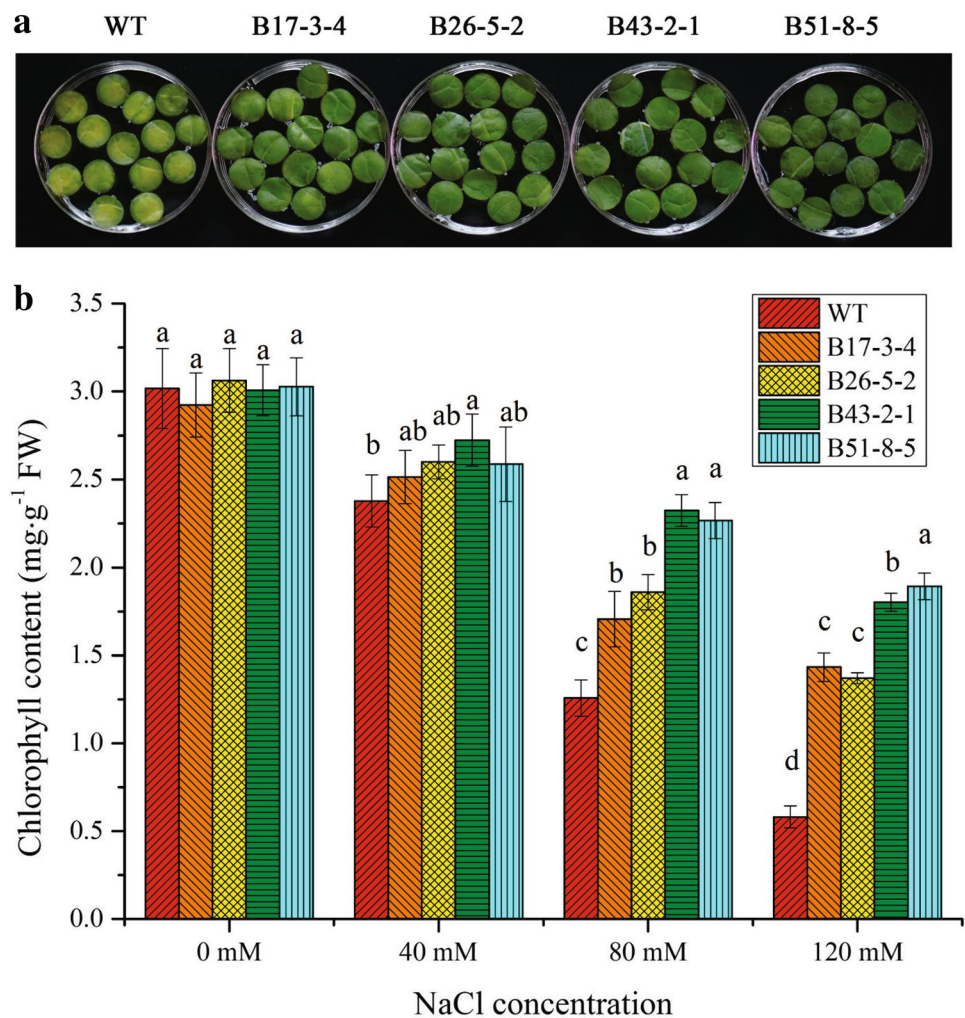 a WT B17-3-4 B26-5-2 B43-2-1 B51-8-5
b
3.5
3.0
2.5
2.0
1.5
1.0
0.5
0.0
Chlorophyll content (mg·g⁻¹ FW)
WT
B17-3-4
B26-5-2
B43-2-1
B51-8-5
a a a a a
b ab ab a ab
c b b a a
d c c b a
0 mM 40 mM 80 mM 120 mM
NaCl concentration